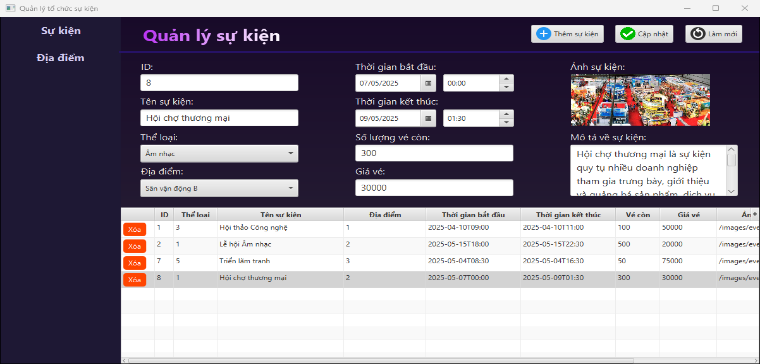 Quản lý tổ chức sự kiện
Sự kiện
Địa điểm
Quản lý sự kiện
Thêm sự kiện
Cập nhật
Làm mới
ID:
8
Tên sự kiện:
Hội chợ thương mại
Thể loại:
Âm nhạc
Địa điểm:
Sân vận động B
Thời gian bắt đầu:
07/05/2025
00:00
Thời gian kết thúc:
09/05/2025
01:30
Số lượng vé còn:
300
Giá vé:
30000
Ảnh sự kiện:
Mô tả về sự kiện:
Hội chợ thương mại là sự kiện
quy tụ nhiều doanh nghiệp
tham gia trưng bày, giới thiệu
và quảng bá sản phẩm, dịch vụ
ID Thể loại Tên sự kiện Địa điểm Thời gian bắt đầu Thời gian kết thúc Vé còn Giá vé Ản
Xóa 1 3 Hội thảo Công nghệ 1 2025-04-10T09:00 2025-04-10T11:00 100 50000 /images/eve
Xóa 2 1 Lễ hội Âm nhạc 2 2025-05-15T18:00 2025-05-15T22:30 500 20000 /images/eve
Xóa 7 5 Triển lãm tranh 3 2025-05-04T08:30 2025-05-04T16:30 50 75000 /images/eve
Xóa 8 1 Hội chợ thương mại 2 2025-05-07T00:00 2025-05-09T01:30 300 30000 /images/eve